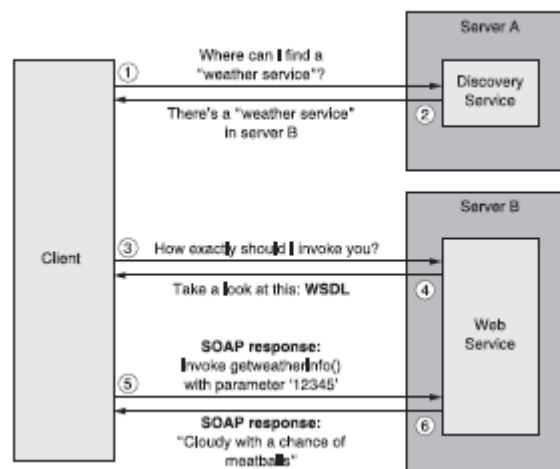 Server A
Where can I find a
"weather service"?
1
Discovery
Service
There's a "weather service"
in server B
2
Server B
Client
3
How exactly should I invoke you?
Take a look at this: WSDL
4
Web
Service
SOAP response:
Invoke getweatherInfo()
with parameter '12345'
5
6
SOAP response:
"Cloudy with a chance of
meatballs"